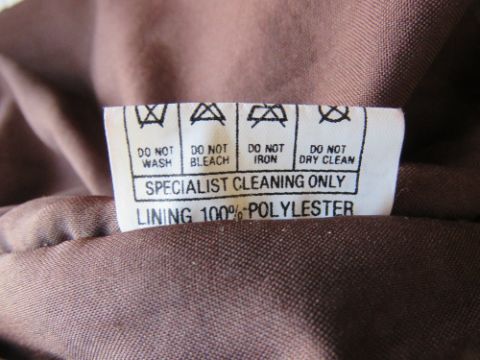 DO NOT WASH
DO NOT BLEACH
DO NOT IRON
DO NOT DRY CLEAN
SPECIALIST CLEANING ONLY
LINING 100% POLYLESTER